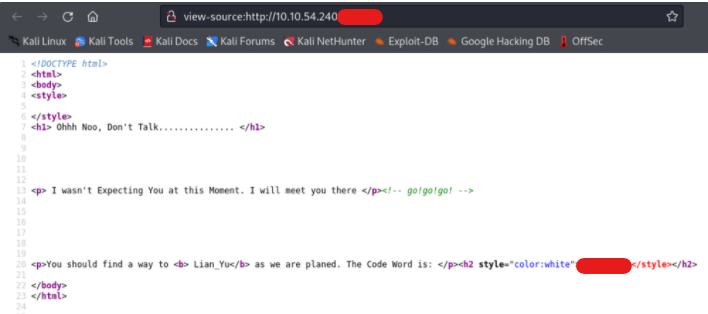 view-source:http://10.10.54.240
Kali Linux Kali Tools Kali Docs Kali Forums Kali NetHunter Exploit-DB Google Hacking DB OffSec
1 <!DOCTYPE html>
2 <html>
3 <body>
4 <style>
5
6 </style>
7 <h1> Ohhh Noo, Don't Talk............... </h1>
8
9
10
11
12
13 <p> I wasn't Expecting You at this Moment. I will meet you there </p><!-- go!go!go! -->
14
15
16
17
18
19
20 <p>You should find a way to <b> Lian_Yu</b> as we are planed. The Code Word is: </p><h2 style="color:white"></style></h2>
21
22 </body>
23 </html>
24